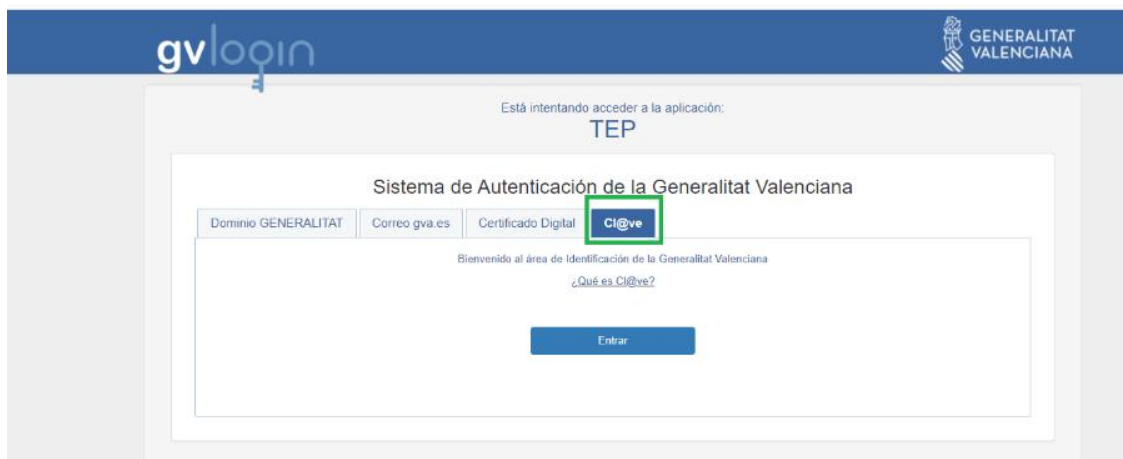 gvlogin
GENERALITAT
VALENCIANA
Está intentando acceder a la aplicación:
TEP
Sistema de Autenticación de la Generalitat Valenciana
Dominio GENERALITAT
Correo gva.es
Certificado Digital
Cl@ve
Bienvenido al área de Identificación de la Generalitat Valenciana
¿Qué es Cl@ve?
Entrar